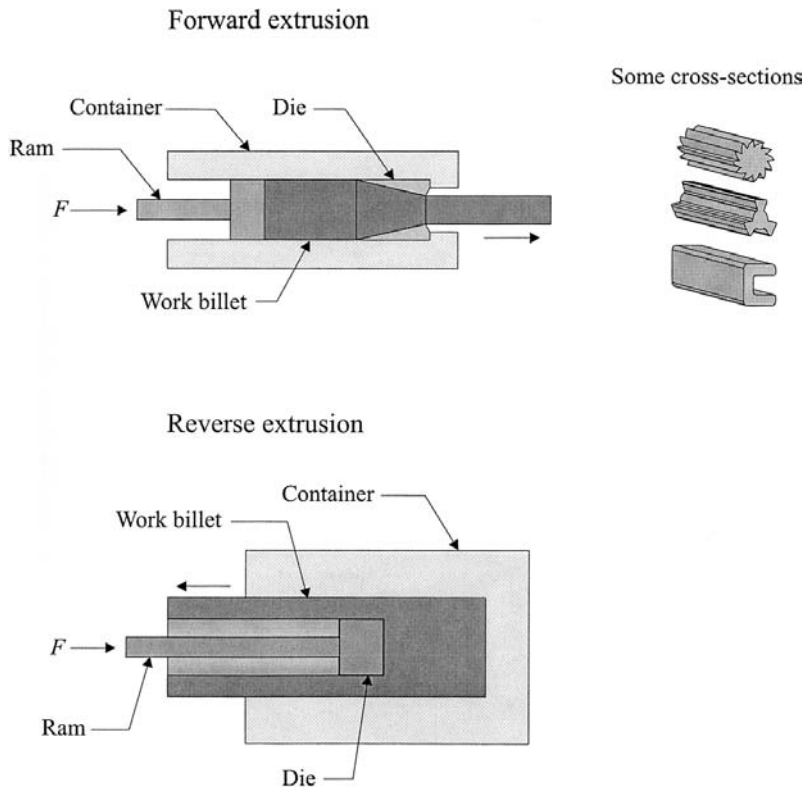 Forward extrusion
Some cross-sections
Container
Die
Ram
F
Work billet
Reverse extrusion
Container
Work billet
F
Ram
Die